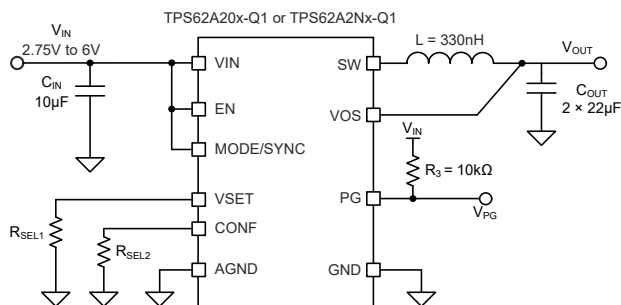 TPS62A20x-Q1 or TPS62A2Nx-Q1
VIN
2.75V to 6V
CIN
10µF
VIN
EN
MODE/SYNC
VSET
CONF
AGND
RSEL1
RSEL2
SW
VOS
PG
GND
L = 330nH
VOUT
COUT
2 × 22µF
VIN
R3 = 10kΩ
VPG